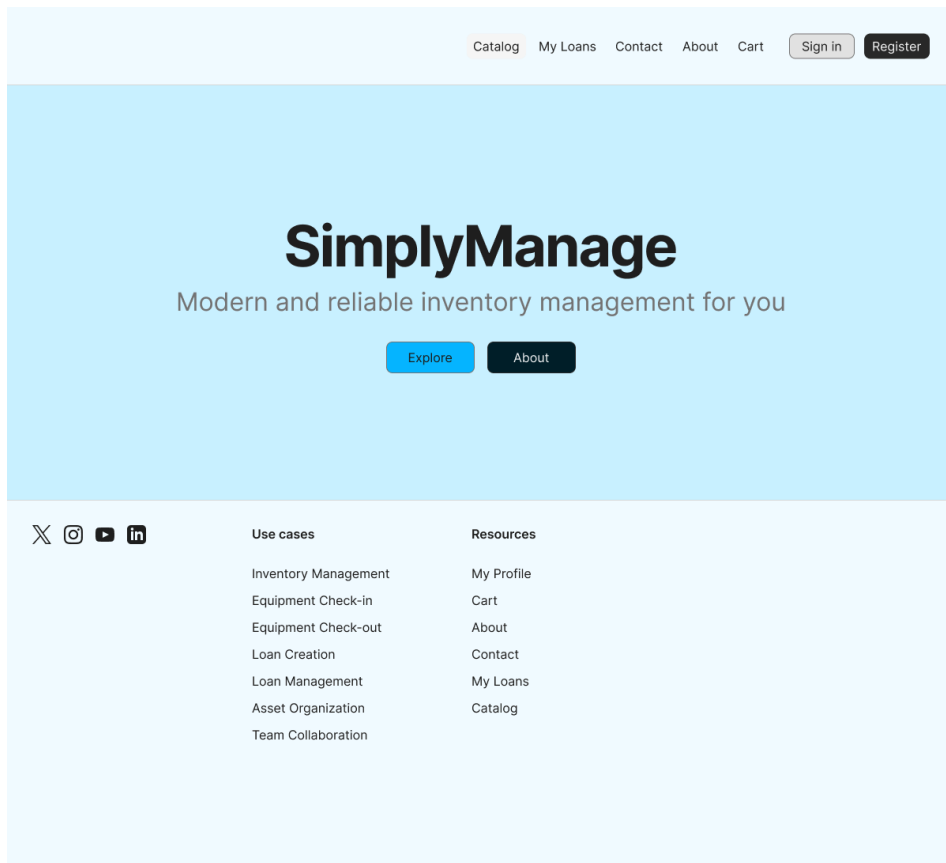 Catalog My Loans Contact About Cart Sign in Register
SimplyManage
Modern and reliable inventory management for you
Explore About
Use cases
Inventory Management
Equipment Check-in
Equipment Check-out
Loan Creation
Loan Management
Asset Organization
Team Collaboration
Resources
My Profile
Cart
About
Contact
My Loans
Catalog